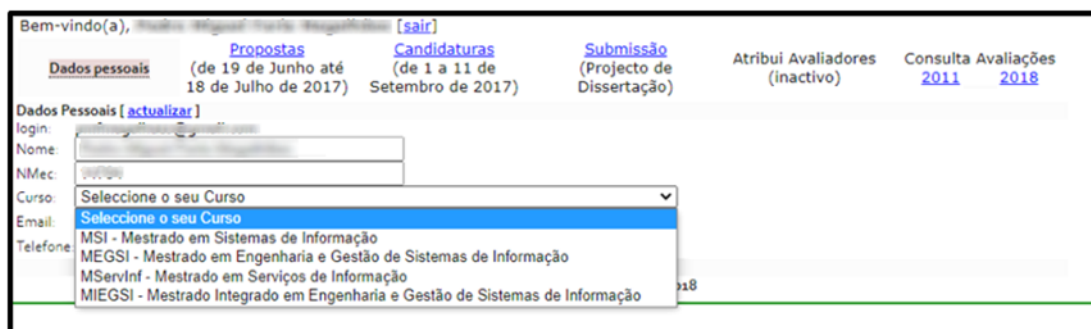 Bem-vindo(a), [sair]
Dados pessoais
Propostas
(de 19 de Junho até
18 de Julho de 2017)
Candidaturas
(de 1 a 11 de
Setembro de 2017)
Submissão
(Projecto de
Dissertação)
Atribui Avaliadores
(inactivo)
Consulta Avaliações
2011 2018
Dados Pessoais [ actualizar ]
login:
Nome:
NMec:
Curso: Seleccione o seu Curso
Seleccione o seu Curso
Email:
MSI - Mestrado em Sistemas de Informação
Telefone:
MEGSI - Mestrado em Engenharia e Gestão de Sistemas de Informação
MServInf - Mestrado em Serviços de Informação
MIEGSI - Mestrado Integrado em Engenharia e Gestão de Sistemas de Informação